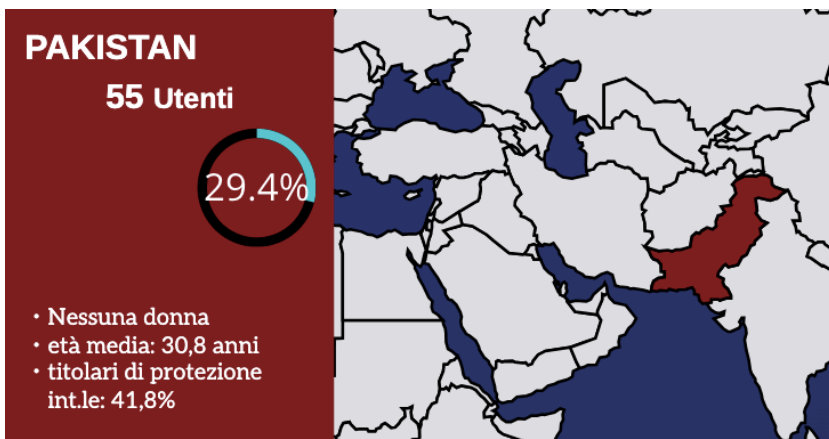 PAKISTAN
55 Utenti
29.4%
• Nessuna donna
• età media: 30,8 anni
• titolari di protezione
int.le: 41,8%